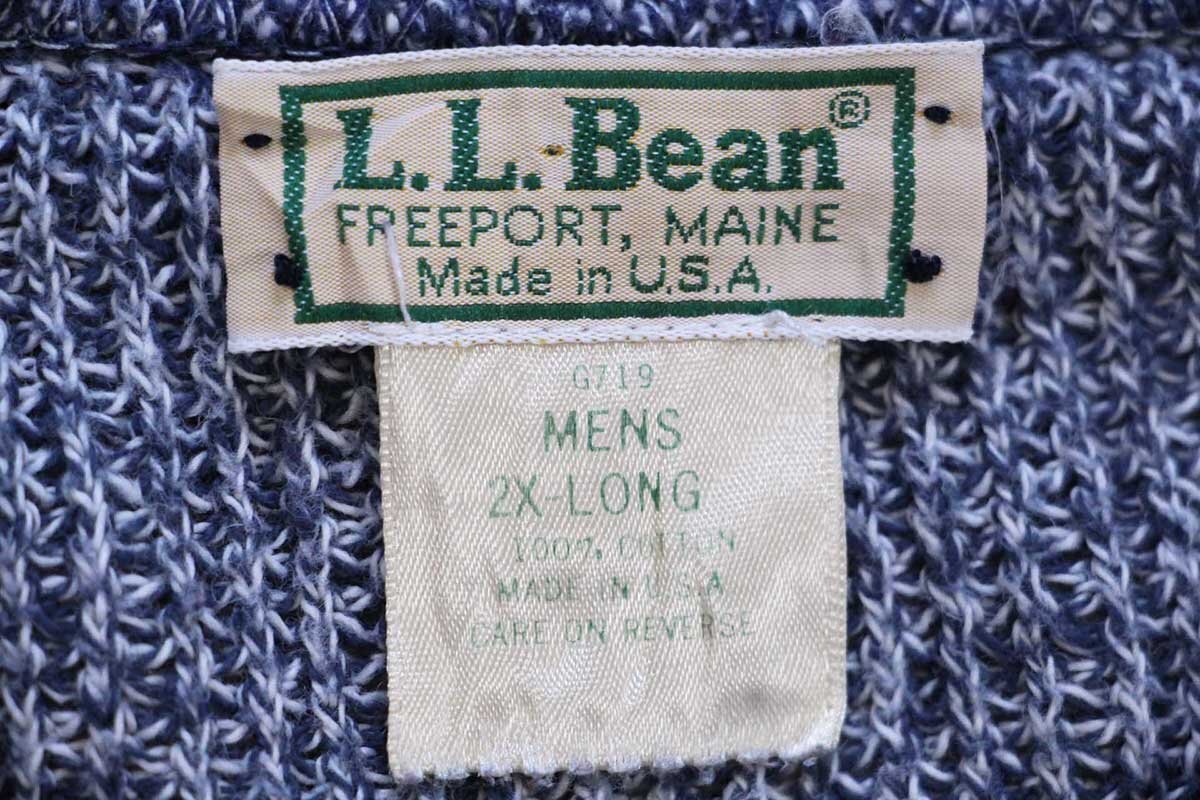 L.L.Bean®
FREEPORT, MAINE
Made in U.S.A.
G719
MENS
2X-LONG
100% COTTON
MADE IN U.S.A
CARE ON REVERSE